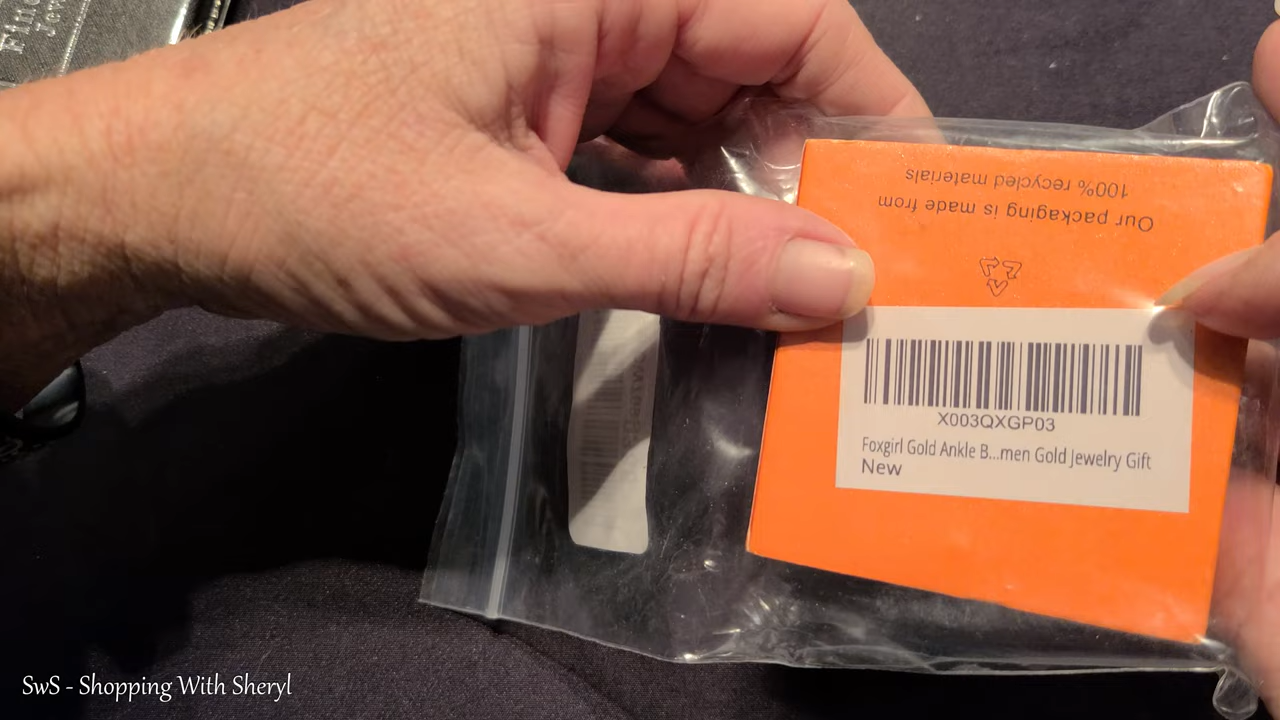 Our packaging is made from
100% recycled materials
X003QXGP03
Foxgirl Gold Ankle B...men Gold Jewelry Gift
New
SwS - Shopping With Sheryl